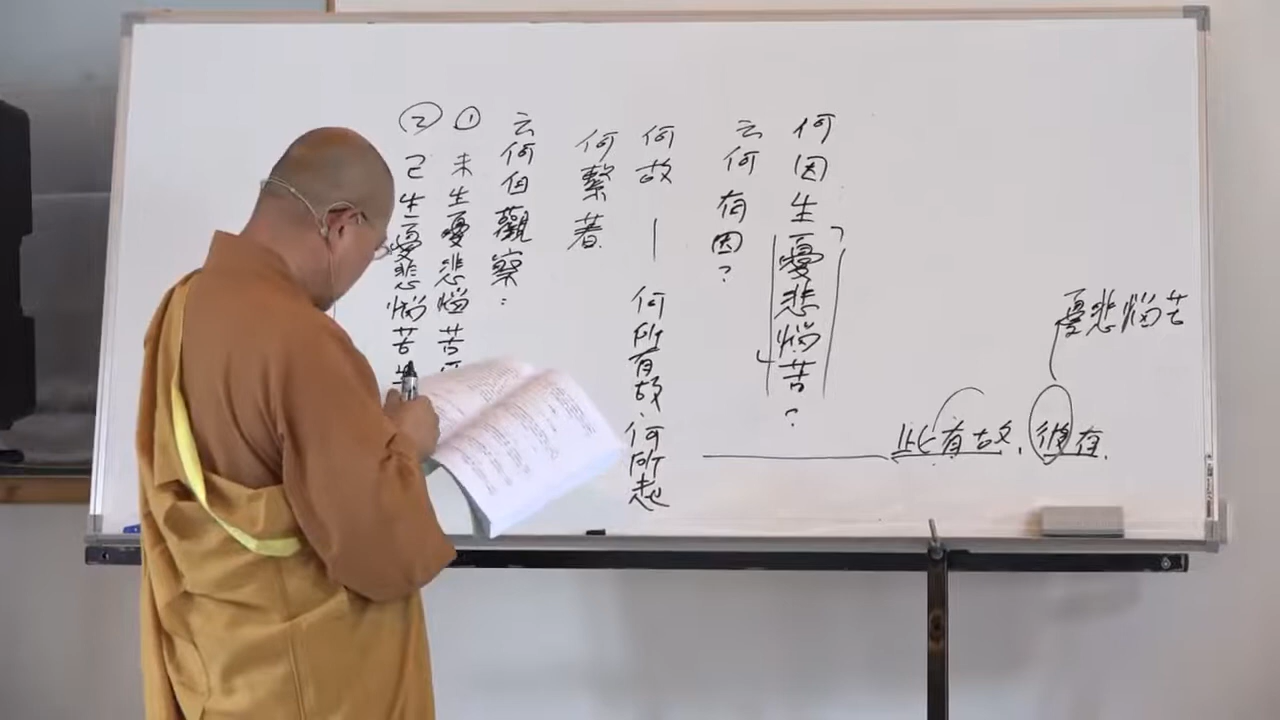 何因生「憂悲惱苦」?
云何有因?
何故 — 何所有故,何所起
何繫著
云何自觀察:
① 未生憂悲惱苦
② 已生憂悲惱苦
憂悲惱苦
此有故,彼有.